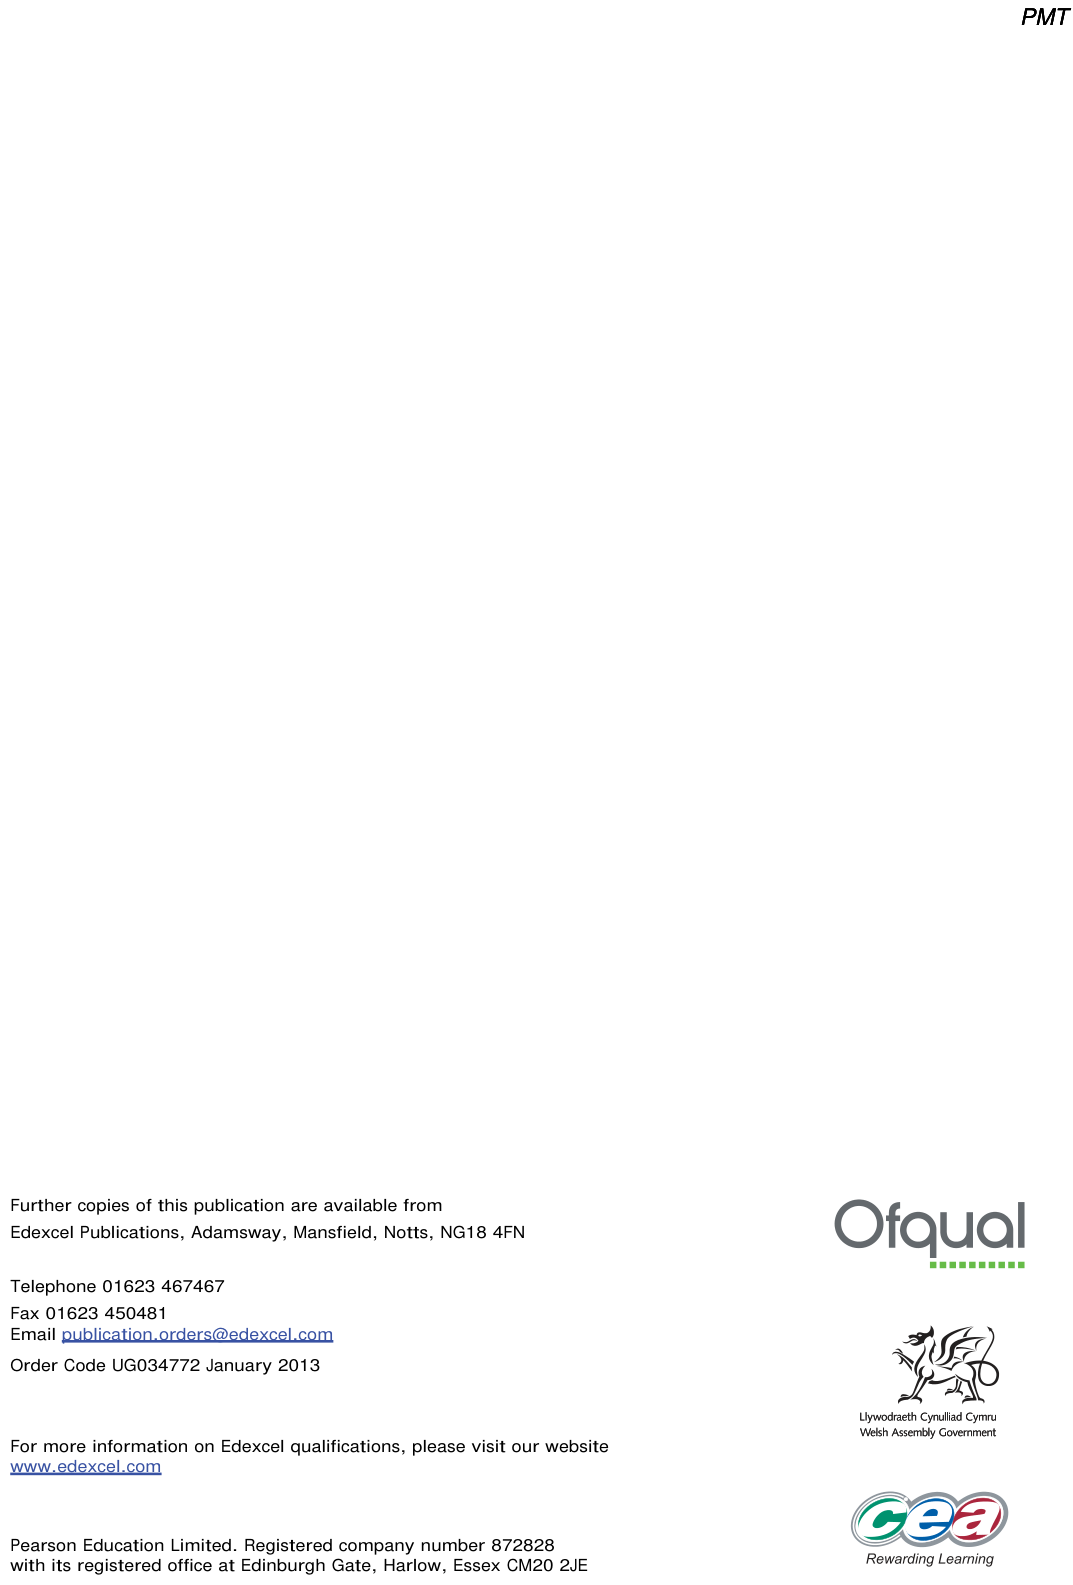 PMT
Further copies of this publication are available from
Edexcel Publications, Adamsway, Mansfield, Notts, NG18 4FN
Telephone 01623 467467
Fax 01623 450481
Email publication.orders@edexcel.com
Order Code UG034772 January 2013
For more information on Edexcel qualifications, please visit our website
www.edexcel.com
Pearson Education Limited. Registered company number 872828
with its registered office at Edinburgh Gate, Harlow, Essex CM20 2JE
Ofqual
Llywodraeth Cynulliad Cymru
Welsh Assembly Government
cea
Rewarding Learning